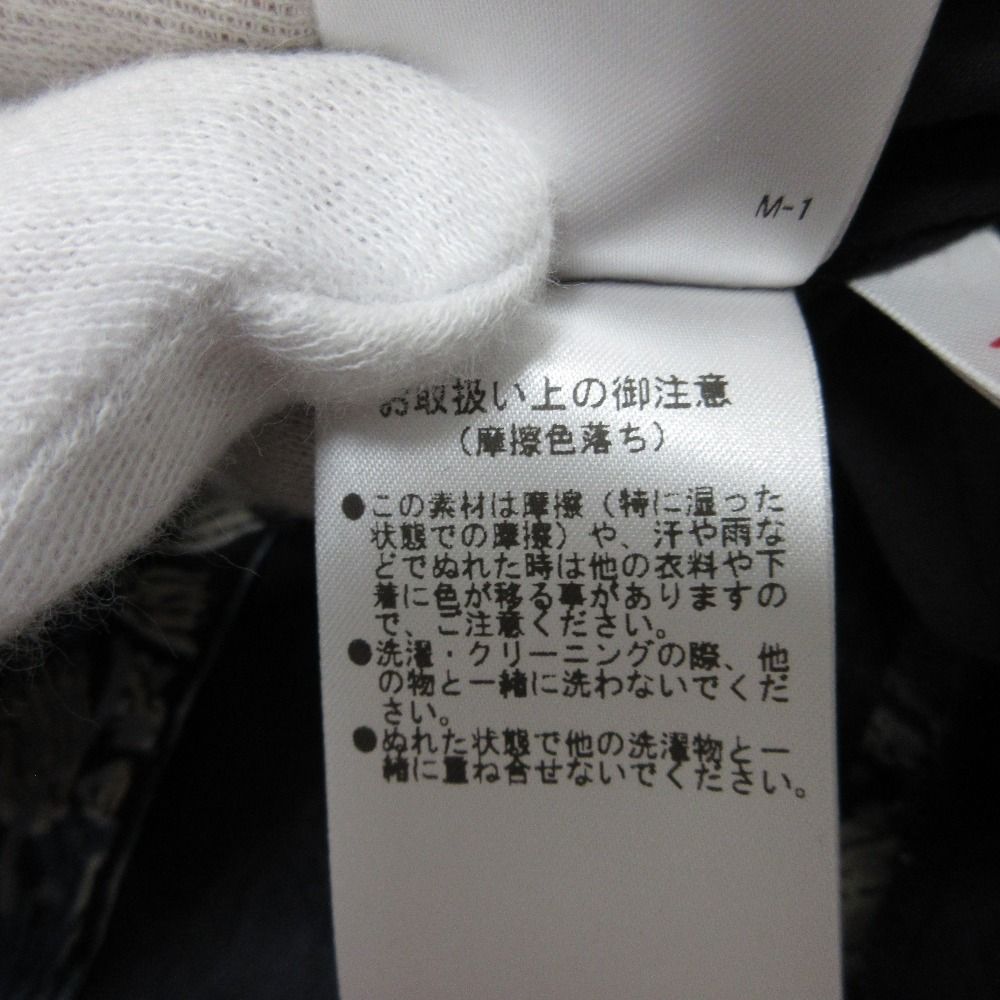 M-1
お取扱い上の御注意
（摩擦色落ち）
●この素材は摩擦（特に湿った
状態での摩擦）や、汗や雨な
どでぬれた時は他の衣料や下
着に色が移る事がありますの
で、ご注意ください。
●洗濯・クリーニングの際、他
の物と一緒に洗わないでくだ
さい。
●ぬれた状態で他の洗濯物と一
緒に重ね合せないでください。